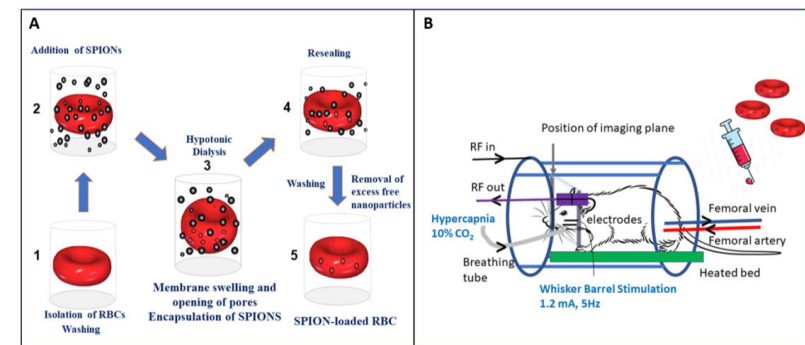 A
Addition of SPIONs
2
1
Isolation of RBCs
Washing
Hypotonic
Dialysis
3
Membrane swelling and
opening of pores
Encapsulation of SPIONS
Resealing
4
Washing
Removal of
excess free
nanoparticles
5
SPION-loaded RBC
B
Position of imaging plane
RF in
RF out
Hypercapnia
10% CO2
Breathing
tube
electrodes
Whisker Barrel Stimulation
1.2 mA, 5Hz
Femoral vein
Femoral artery
Heated bed